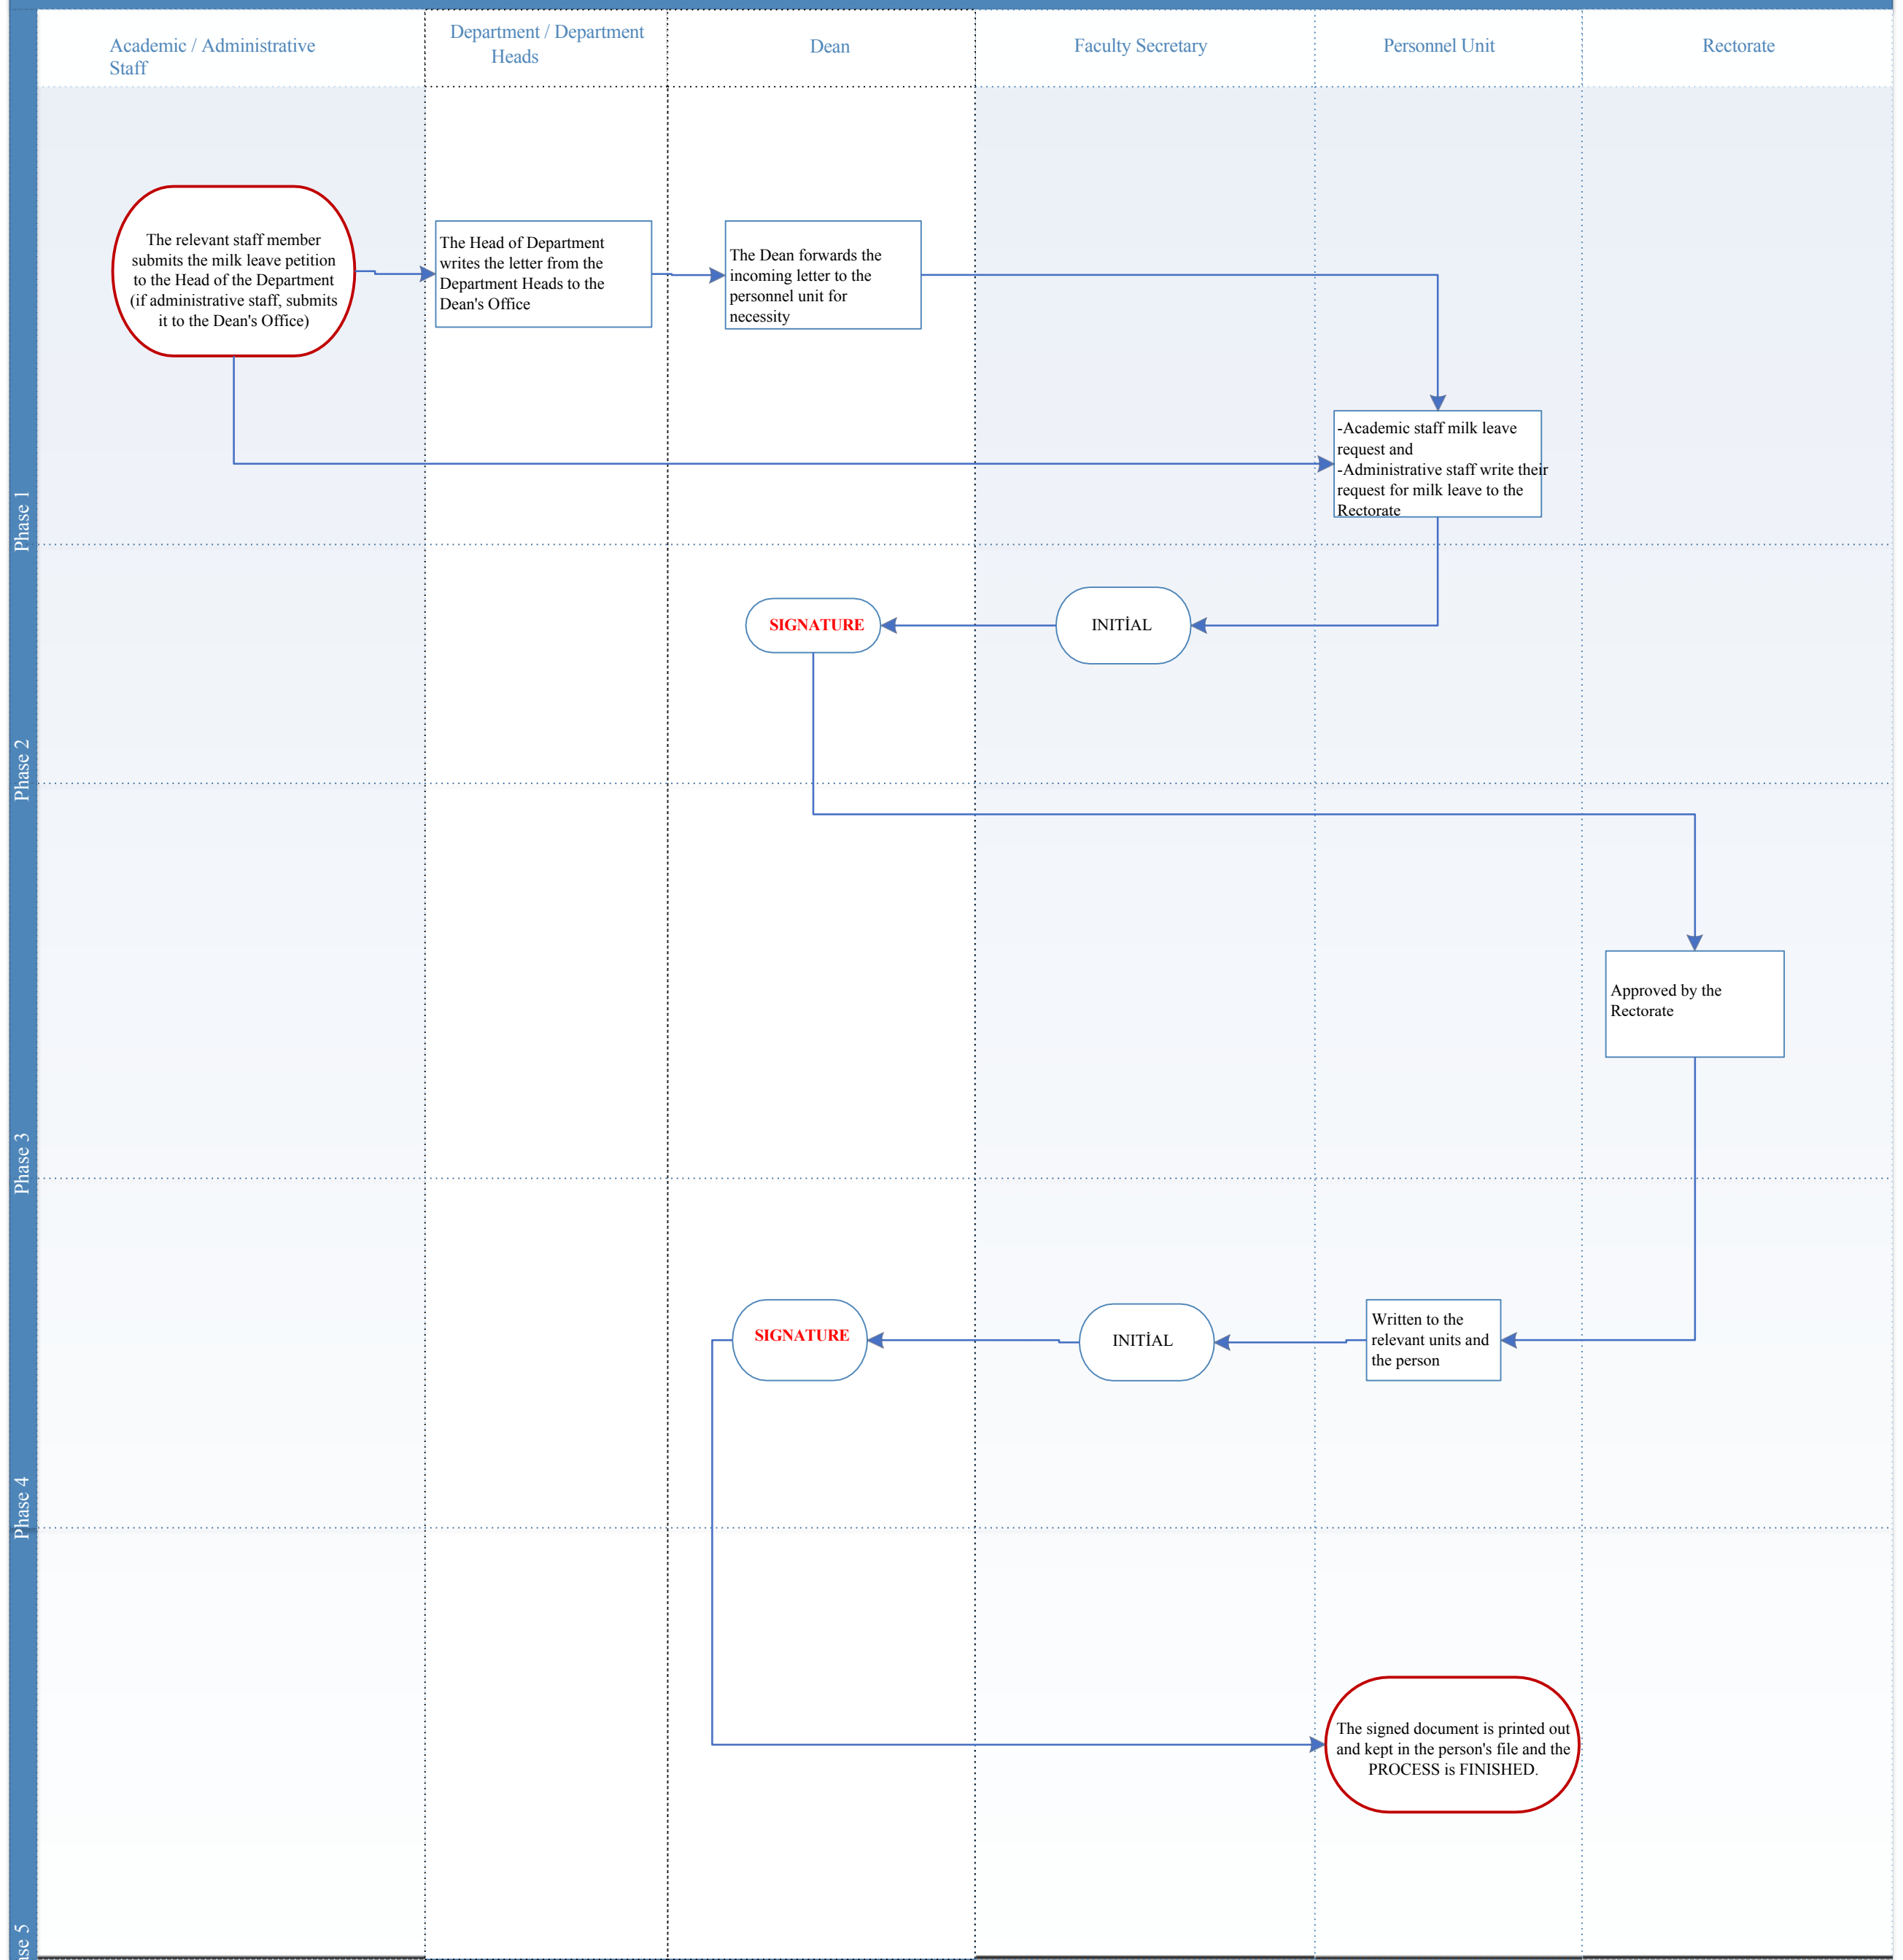 Academic / Administrative
Staff
Department / Department
Heads
Dean
Faculty Secretary
Personnel Unit
Rectorate
The relevant staff member
submits the milk leave petition
to the Head of the Department
(if administrative staff, submits
it to the Dean's Office)
The Head of Department
writes the letter from the
Department Heads to the
Dean's Office
The Dean forwards the
incoming letter to the
personnel unit for
necessity
-Academic staff milk leave
request and
-Administrative staff write their
request for milk leave to the
Rectorate
Phase 1
SIGNATURE
INITİAL
Phase 2
Approved by the
Rectorate
Phase 3
SIGNATURE
INITİAL
Written to the
relevant units and
the person
Phase 4
The signed document is printed out
and kept in the person's file and the
PROCESS is FINISHED.
ase 5